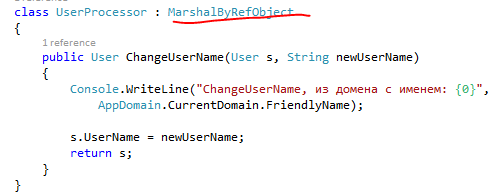 class UserProcessor : MarshalByRefObject
{
1 reference
public User ChangeUserName(User s, String newUserName)
{
Console.WriteLine("ChangeUserName, из домена с именем: {0}",
AppDomain.CurrentDomain.FriendlyName);
s.UserName = newUserName;
return s;
}
}